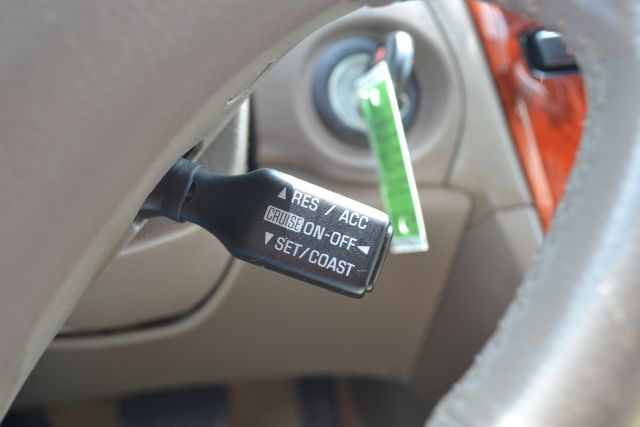 ▲ RES / ACC
CRUISE ON-OFF ◄
▼ SET/COAST